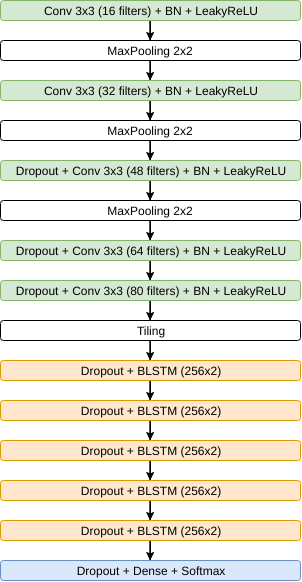 Conv 3x3 (16 filters) + BN + LeakyReLU
MaxPooling 2x2
Conv 3x3 (32 filters) + BN + LeakyReLU
MaxPooling 2x2
Dropout + Conv 3x3 (48 filters) + BN + LeakyReLU
MaxPooling 2x2
Dropout + Conv 3x3 (64 filters) + BN + LeakyReLU
Dropout + Conv 3x3 (80 filters) + BN + LeakyReLU
Tiling
Dropout + BLSTM (256x2)
Dropout + BLSTM (256x2)
Dropout + BLSTM (256x2)
Dropout + BLSTM (256x2)
Dropout + BLSTM (256x2)
Dropout + Dense + Softmax